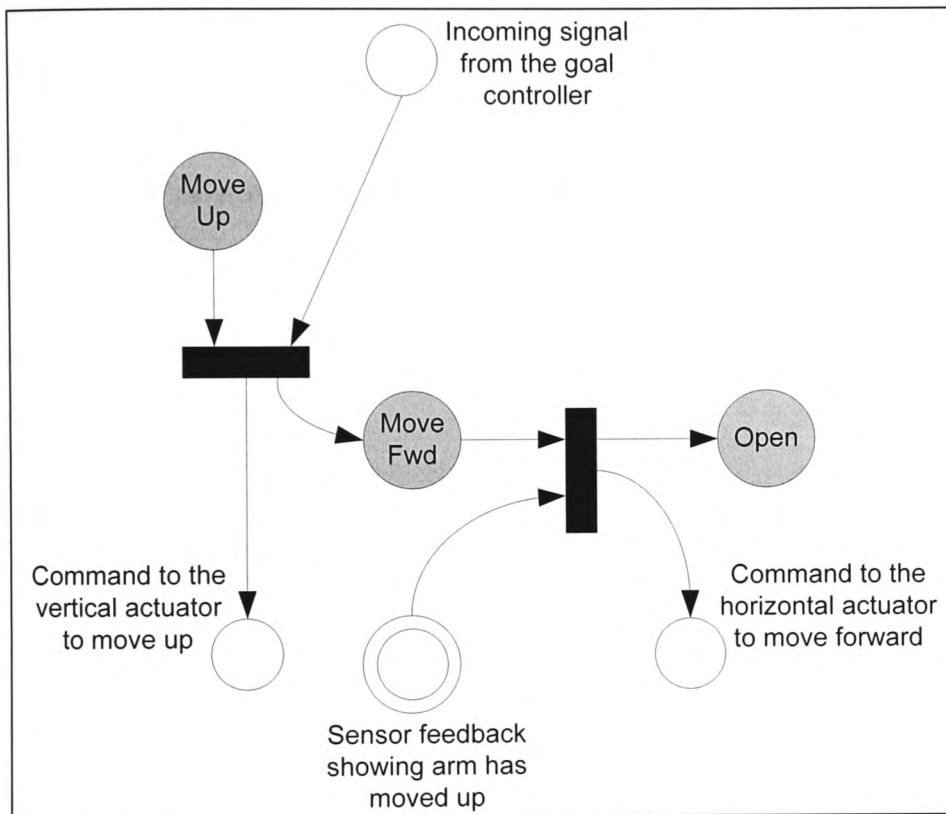 Incoming signal
from the goal
controller
Move
Up
Move
Fwd
Open
Command to the
vertical actuator
to move up
Command to the
horizontal actuator
to move forward
Sensor feedback
showing arm has
moved up